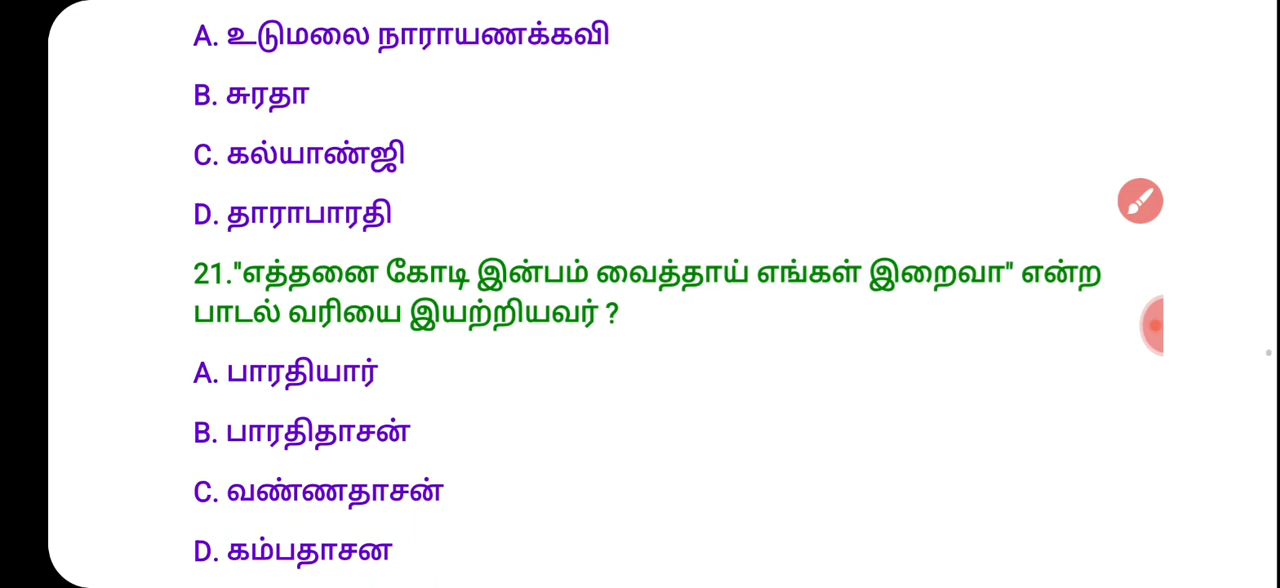 A. உடுமலை நாராயணக்கவி
B. சுரதா
C. கல்யாண்ஜி
D. தாராபாரதி
21."எத்தனை கோடி இன்பம் வைத்தாய் எங்கள் இறைவா" என்ற
பாடல் வரியை இயற்றியவர் ?
A. பாரதியார்
B. பாரதிதாசன்
C. வண்ணதாசன்
D. கம்பதாசன